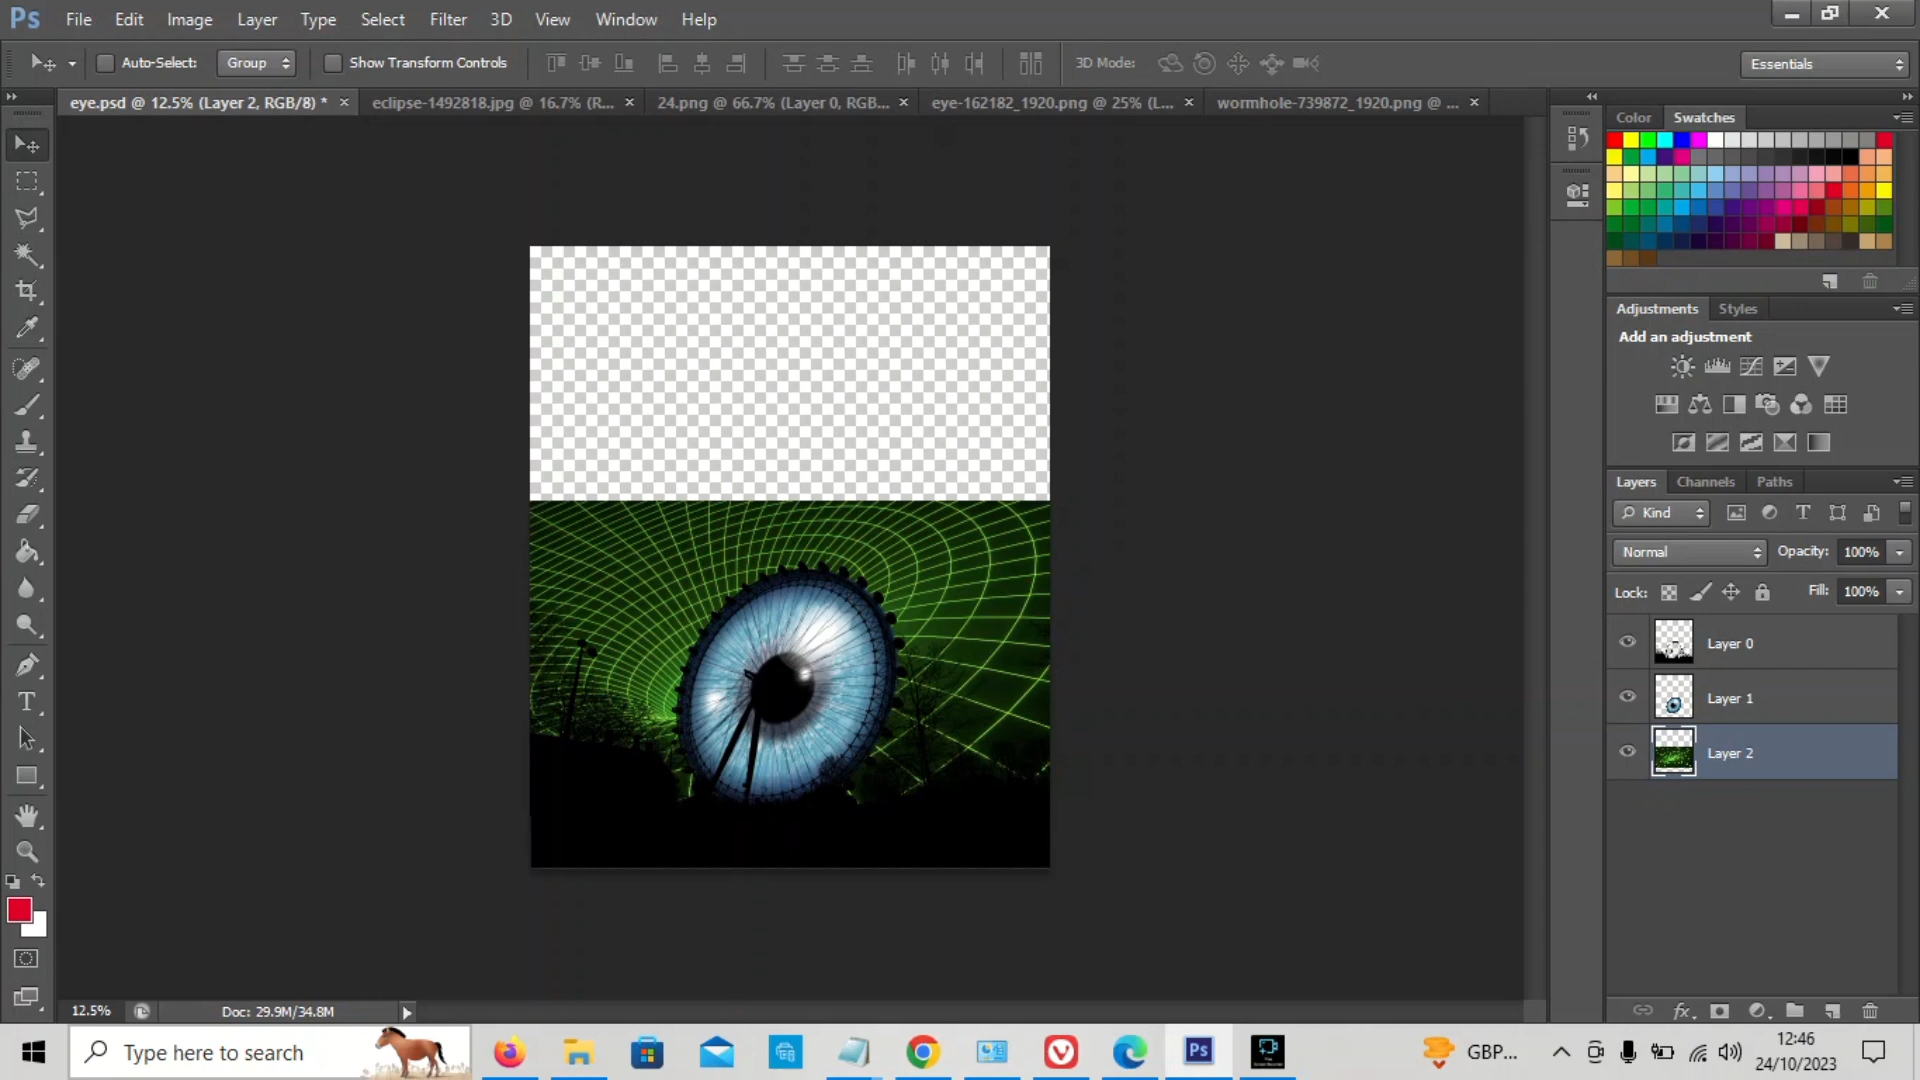 Ps File Edit Image Layer Type Select Filter 3D View Window Help
Auto-Select: Group Show Transform Controls 3D Mode: Essentials
eye.psd @ 12.5% (Layer 2, RGB/8) * eclipse-1492818.jpg @ 16.7% (R... 24.png @ 66.7% (Layer 0, RGB... eye-162182_1920.png @ 25% (L... wormhole-739872_1920.png @ ...
Color Swatches
Adjustments Styles
Add an adjustment
Layers Channels Paths
Kind
Normal Opacity: 100%
Lock: Fill: 100%
Layer 0
Layer 1
Layer 2
12.5% Doc: 29.9M/34.8M
Type here to search
Ps
GBP...
12:46
24/10/2023